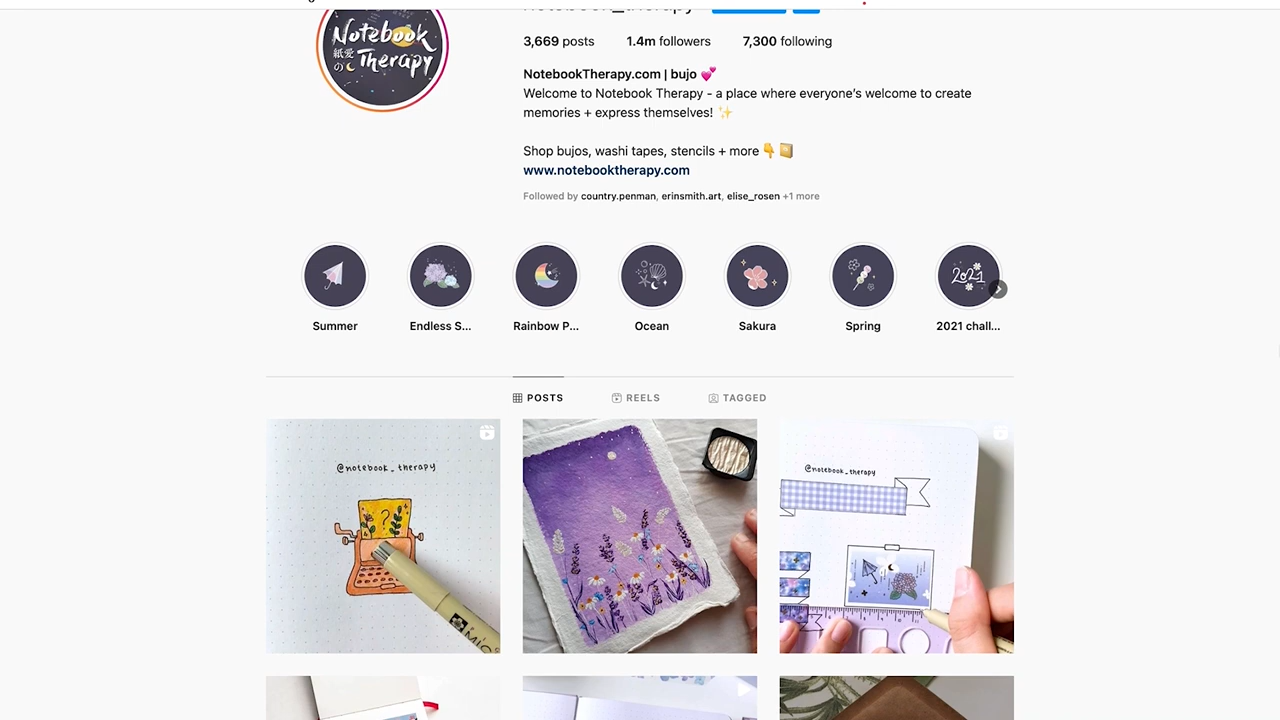 notebook_therapy
Notebook
紙愛
の Therapy
3,669 posts 1.4m followers 7,300 following
NotebookTherapy.com | bujo 💕
Welcome to Notebook Therapy - a place where everyone's welcome to create
memories + express themselves! ✨
Shop bujos, washi tapes, stencils + more 👇 📔
www.notebooktherapy.com
Followed by country.penman, erinsmith.art, elise_rosen +1 more
2021
Summer Endless S... Rainbow P... Ocean Sakura Spring 2021 chall...
POSTS REELS TAGGED
@notebook_therapy
?
@notebook_therapy